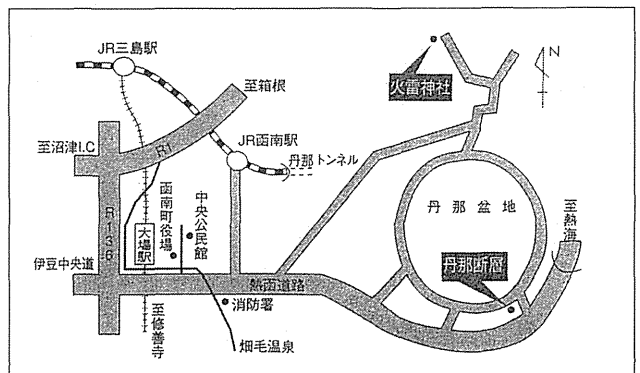 JR三島駅
至箱根
火雷神社
N
JR函南駅
至沼津I.C
R1
丹那トンネル
中央公民館
函南町役場
丹那盆地
至熱海
R136
大場駅
丹那断層
伊豆中央道
熱函道路
消防署
至修善寺
畑毛温泉